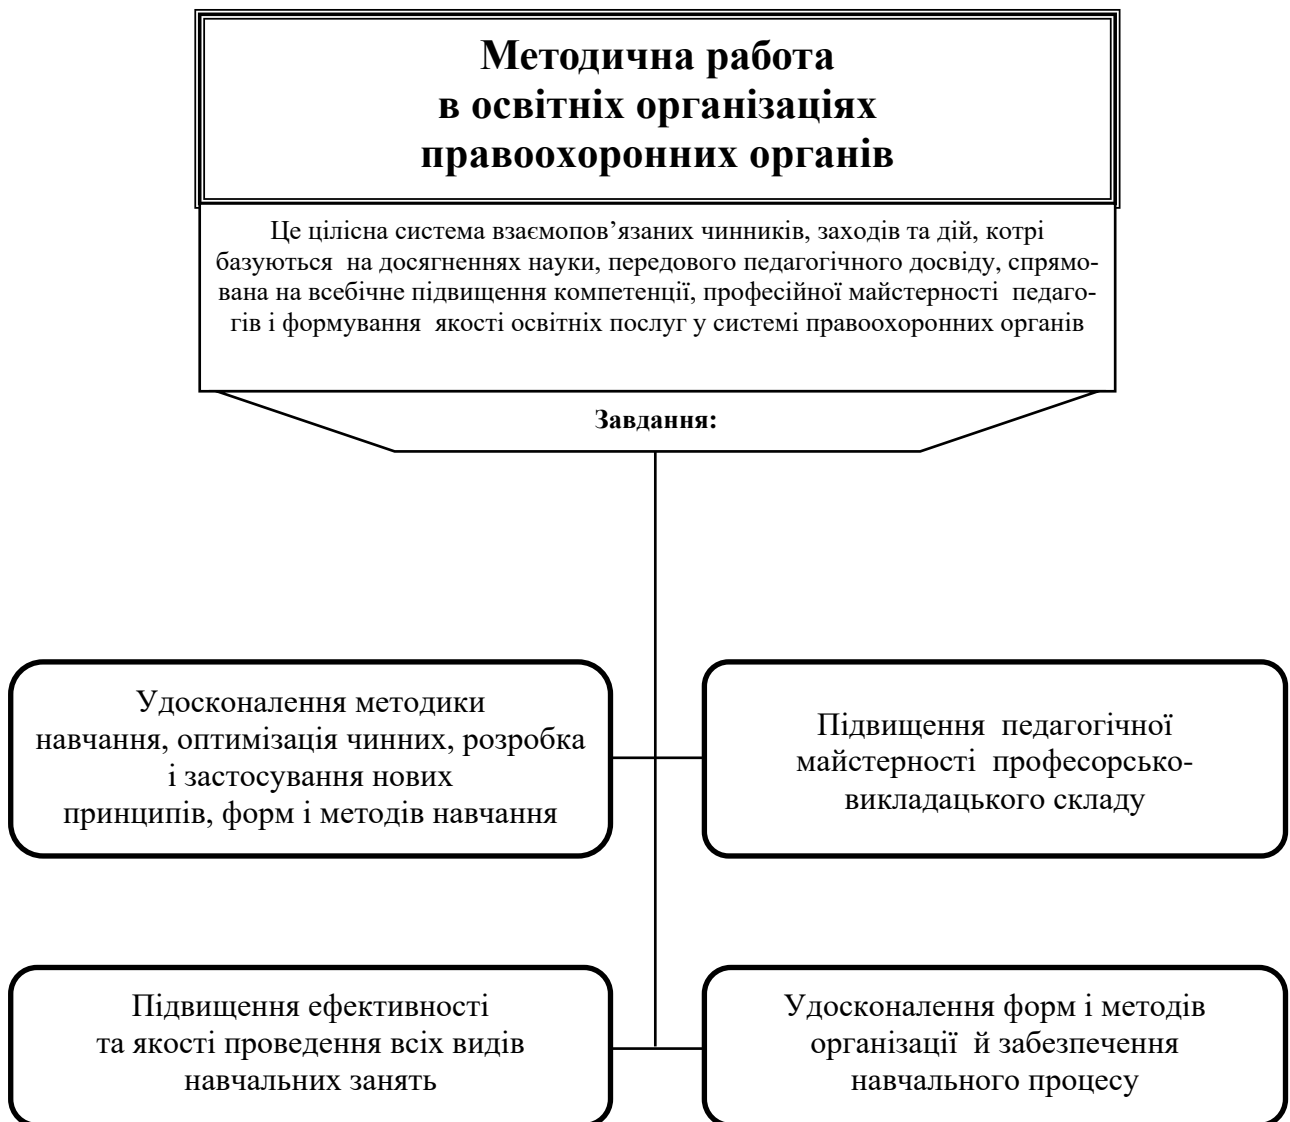 Методична работа
в освітніх організаціях
правоохоронних органів
Це цілісна система взаємопов’язаних чинників, заходів та дій, котрі
базуються на досягненнях науки, передового педагогічного досвіду, спрямо-
вана на всебічне підвищення компетенції, професійної майстерності педаго-
гів і формування якості освітніх послуг у системі правоохоронних органів
Завдання:
Удосконалення методики
навчання, оптимізація чинних, розробка
і застосування нових
принципів, форм і методів навчання
Підвищення педагогічної
майстерності професорсько-
викладацького складу
Підвищення ефективності
та якості проведення всіх видів
навчальних занять
Удосконалення форм і методів
організації й забезпечення
навчального процесу